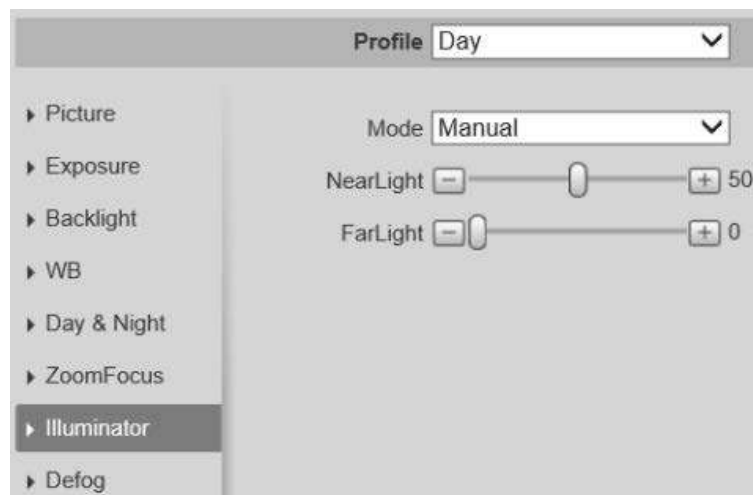 Profile Day
Picture
Exposure
Backlight
WB
Day & Night
ZoomFocus
Illuminator
Defog
Mode Manual
NearLight 50
FarLight 0